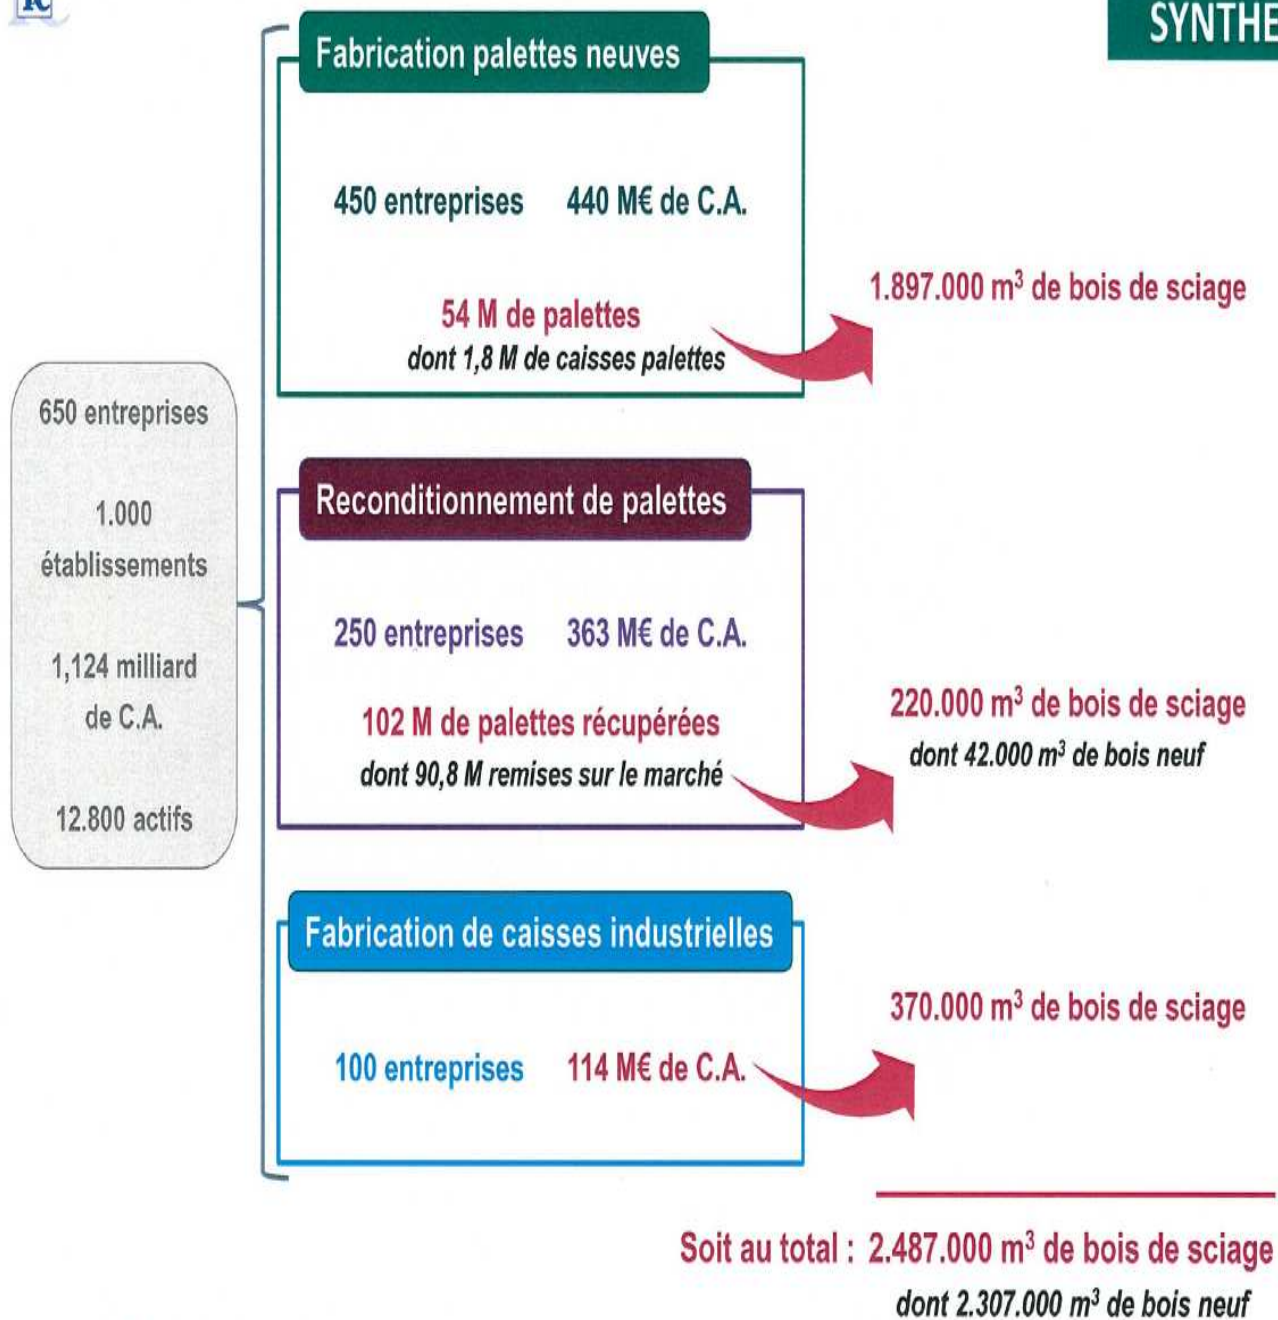 SYNTHE
Fabrication palettes neuves
450 entreprises 440 M€ de C.A.
54 M de palettes
dont 1,8 M de caisses palettes
1.897.000 m³ de bois de sciage
650 entreprises
1.000
établissements
1,124 milliard
de C.A.
12.800 actifs
Reconditionnement de palettes
250 entreprises 363 M€ de C.A.
102 M de palettes récupérées
dont 90,8 M remises sur le marché
220.000 m³ de bois de sciage
dont 42.000 m³ de bois neuf
Fabrication de caisses industrielles
100 entreprises 114 M€ de C.A.
370.000 m³ de bois de sciage
Soit au total : 2.487.000 m³ de bois de sciage
dont 2.307.000 m³ de bois neuf